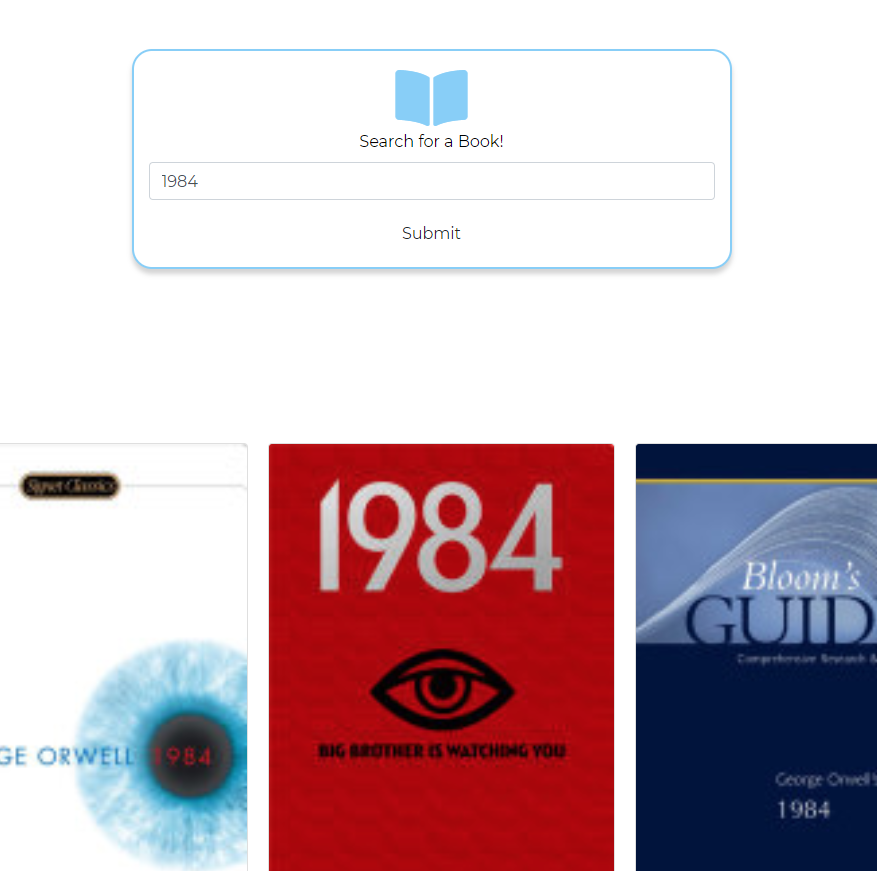 Search for a Book!
1984
Submit
Signet Classics
GE ORWELL 1984
1984
BIG BROTHER IS WATCHING YOU
Bloom's
GUID
Comprehensive Research &
George Orwell's
1984